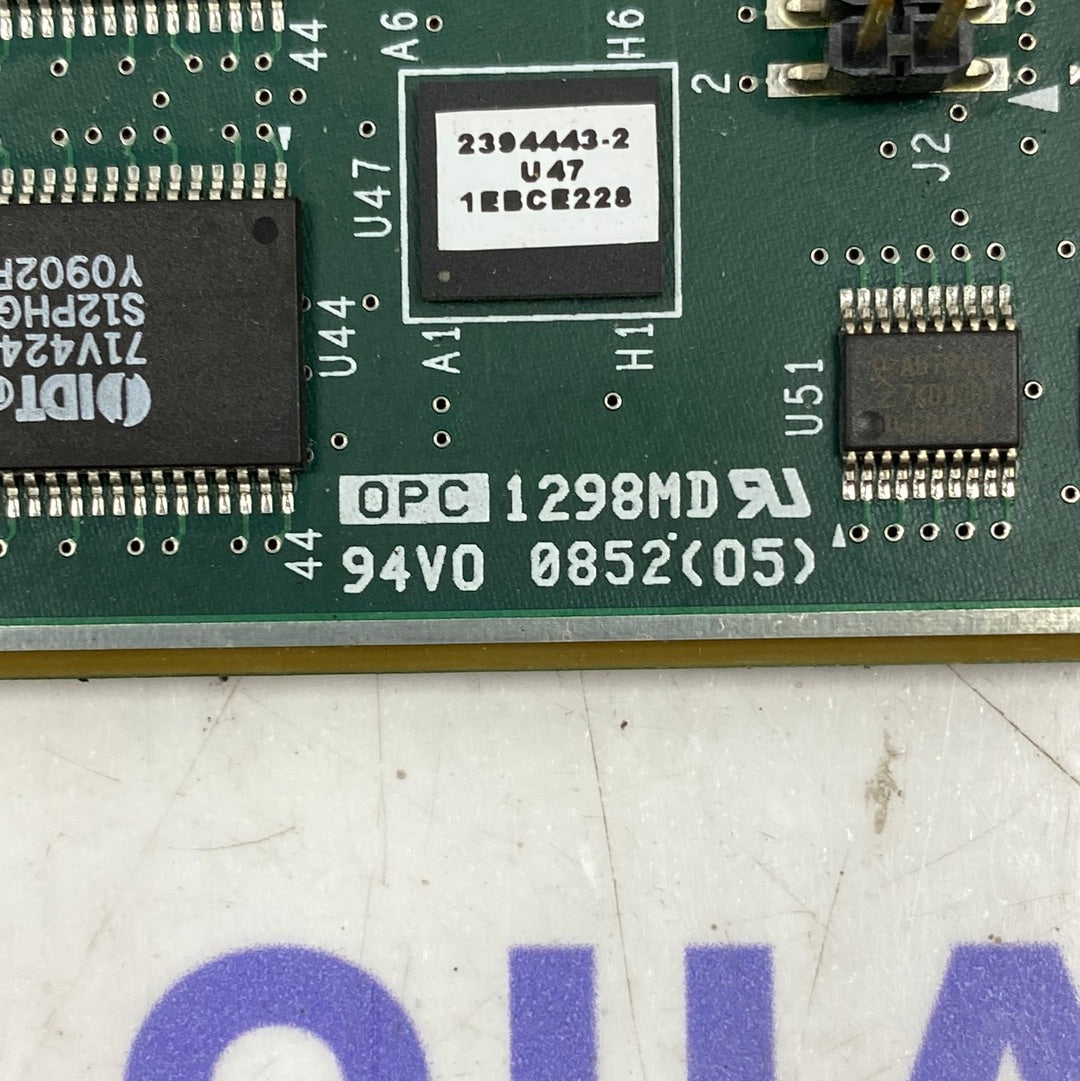 44
A6
H6
2
J2
U47
2394443-2
U47
1EBCE228
Y0902
S12PHG
71V424
IDT
U44
A1
H1
U51
OPC 1298MD
94V0 0852(05)
44